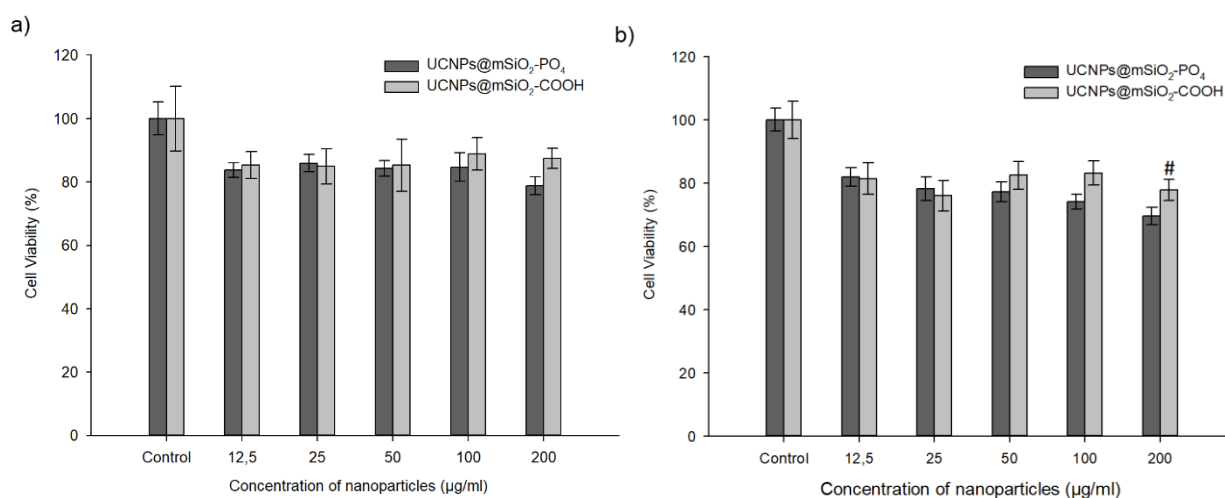 a)
120
100
80
60
40
20
0
Cell Viability (%)
UCNPs@mSiO₂-PO₄
UCNPs@mSiO₂-COOH
Control 12,5 25 50 100 200
Concentration of nanoparticles (µg/ml)
b)
120
100
80
60
40
20
0
Cell Viability (%)
UCNPs@mSiO₂-PO₄
UCNPs@mSiO₂-COOH
#
Control 12,5 25 50 100 200
Concentration of nanoparticles (µg/ml)